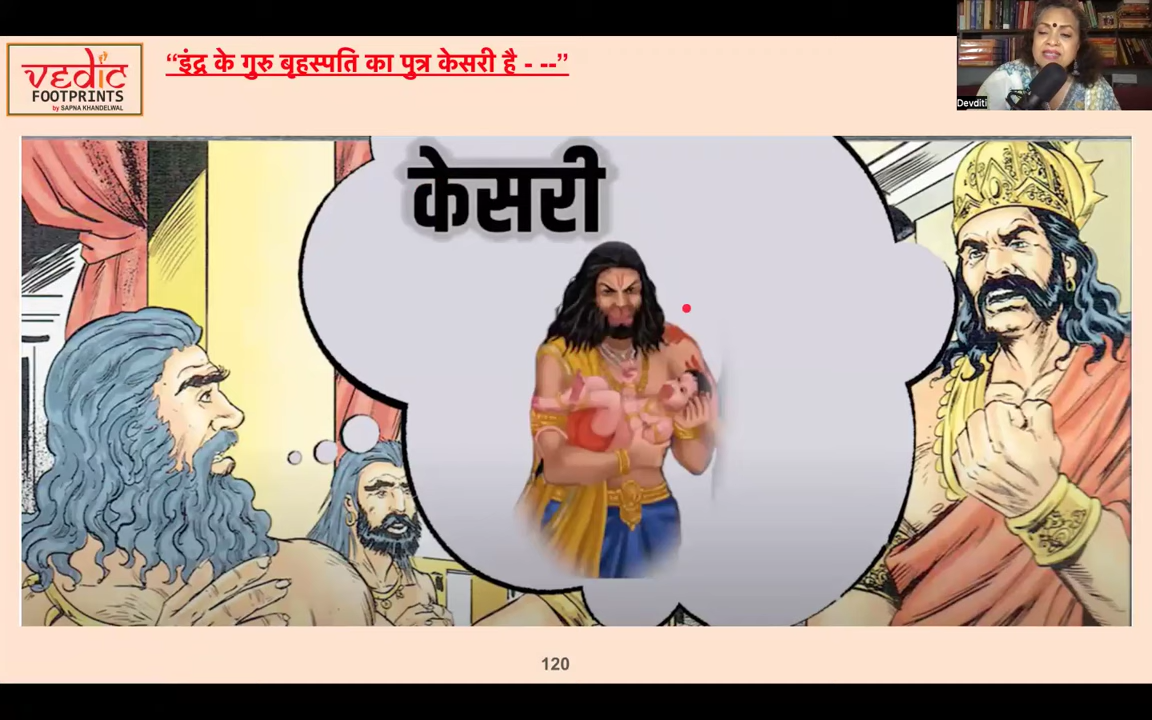 vedic
FOOTPRINTS
by SAPNA KHANDELWAL
“इंद्र के गुरु बृहस्पति का पुत्र केसरी है - --”
Devditi
केसरी
120